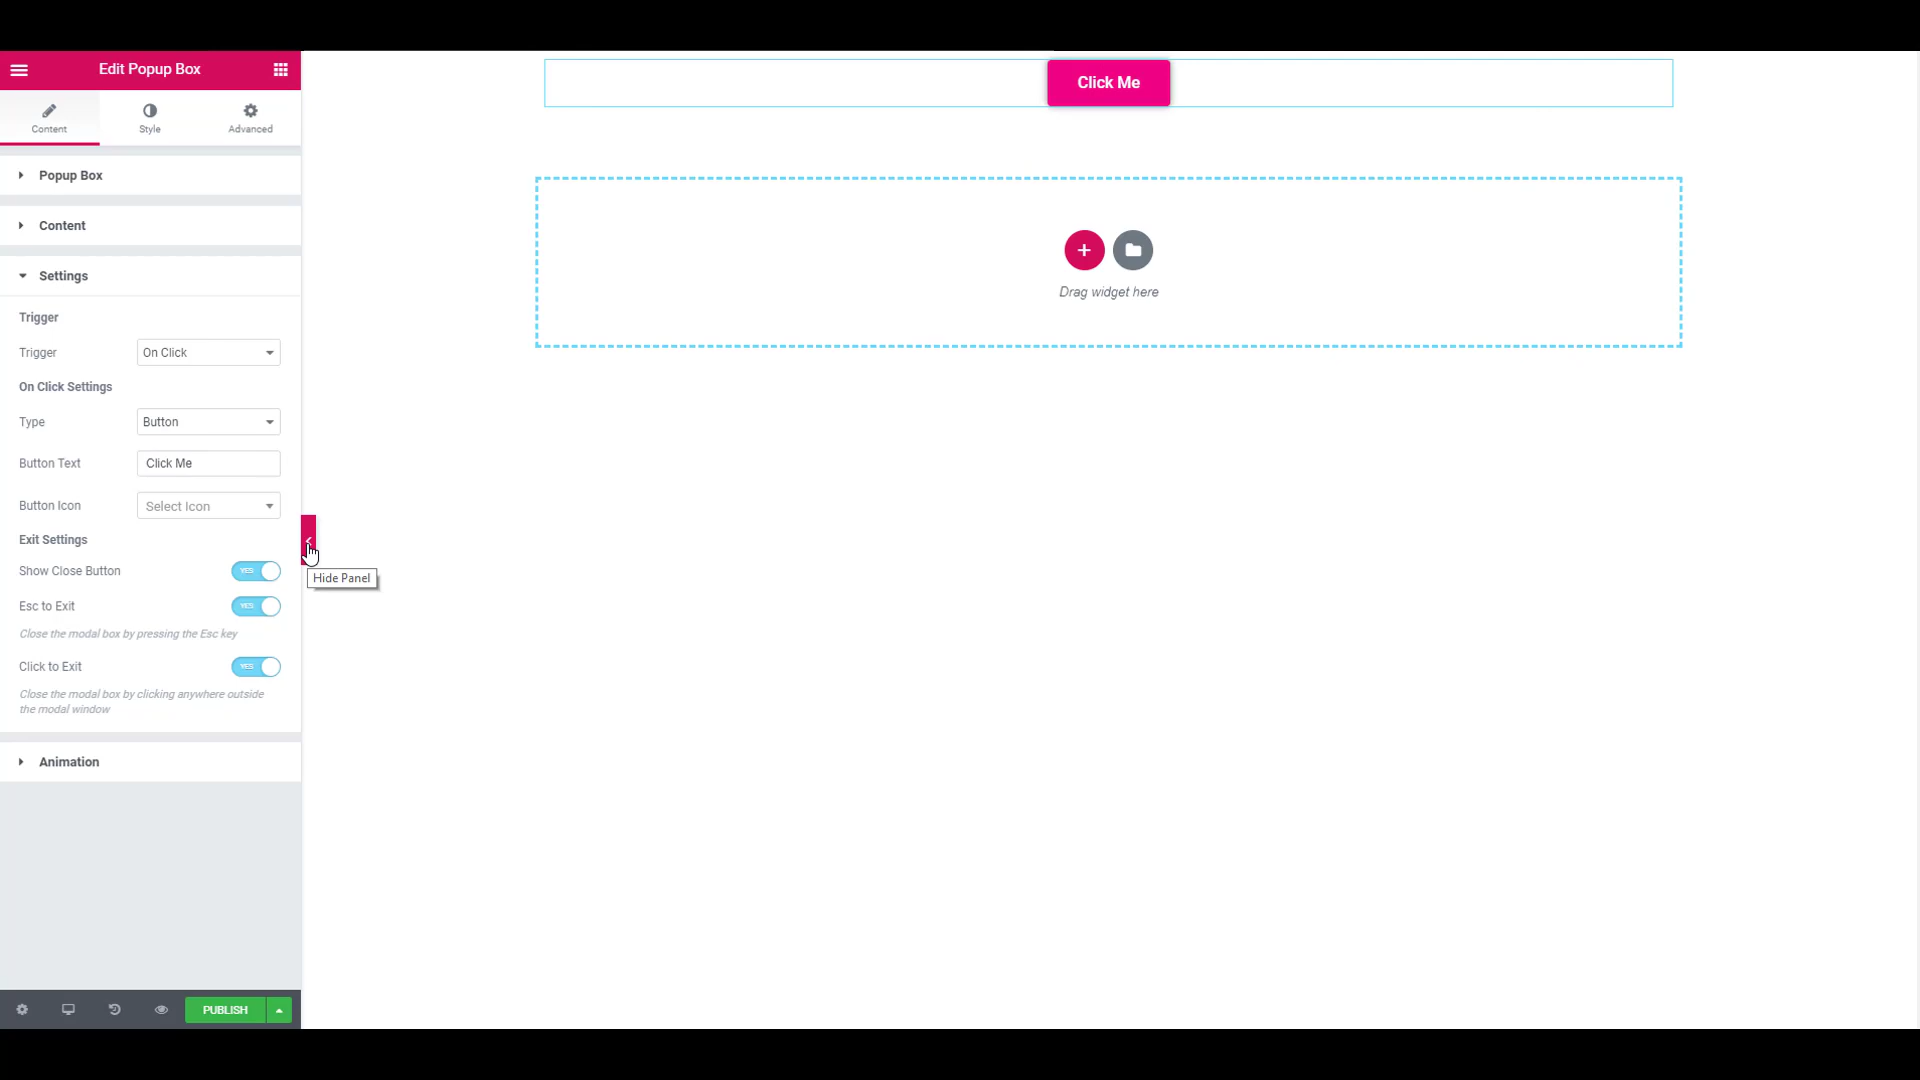 Edit Popup Box
Content
Style
Advanced
Popup Box
Content
Settings
Trigger
Trigger
On Click
On Click Settings
Type
Button
Button Text
Click Me
Button Icon
Select Icon
Exit Settings
Show Close Button
YES
Esc to Exit
YES
Close the modal box by pressing the Esc key
Click to Exit
YES
Close the modal box by clicking anywhere outside
the modal window
Animation
PUBLISH
Hide Panel
Click Me
Drag widget here